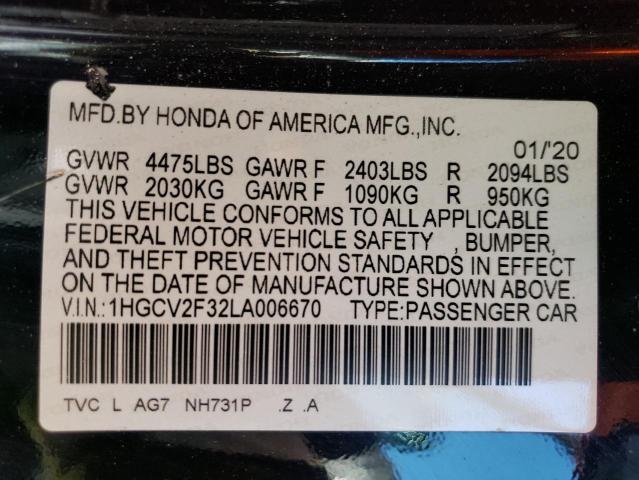 MFD.BY HONDA OF AMERICA MFG.,INC.
01/'20
GVWR 4475LBS GAWR F 2403LBS R 2094LBS
GVWR 2030KG GAWR F 1090KG R 950KG
THIS VEHICLE CONFORMS TO ALL APPLICABLE
FEDERAL MOTOR VEHICLE SAFETY , BUMPER,
AND THEFT PREVENTION STANDARDS IN EFFECT
ON THE DATE OF MANUFACTURE SHOWN ABOVE.
V.I.N.:1HGCV2F32LA006670 TYPE:PASSENGER CAR
TVC L AG7 NH731P .Z .A